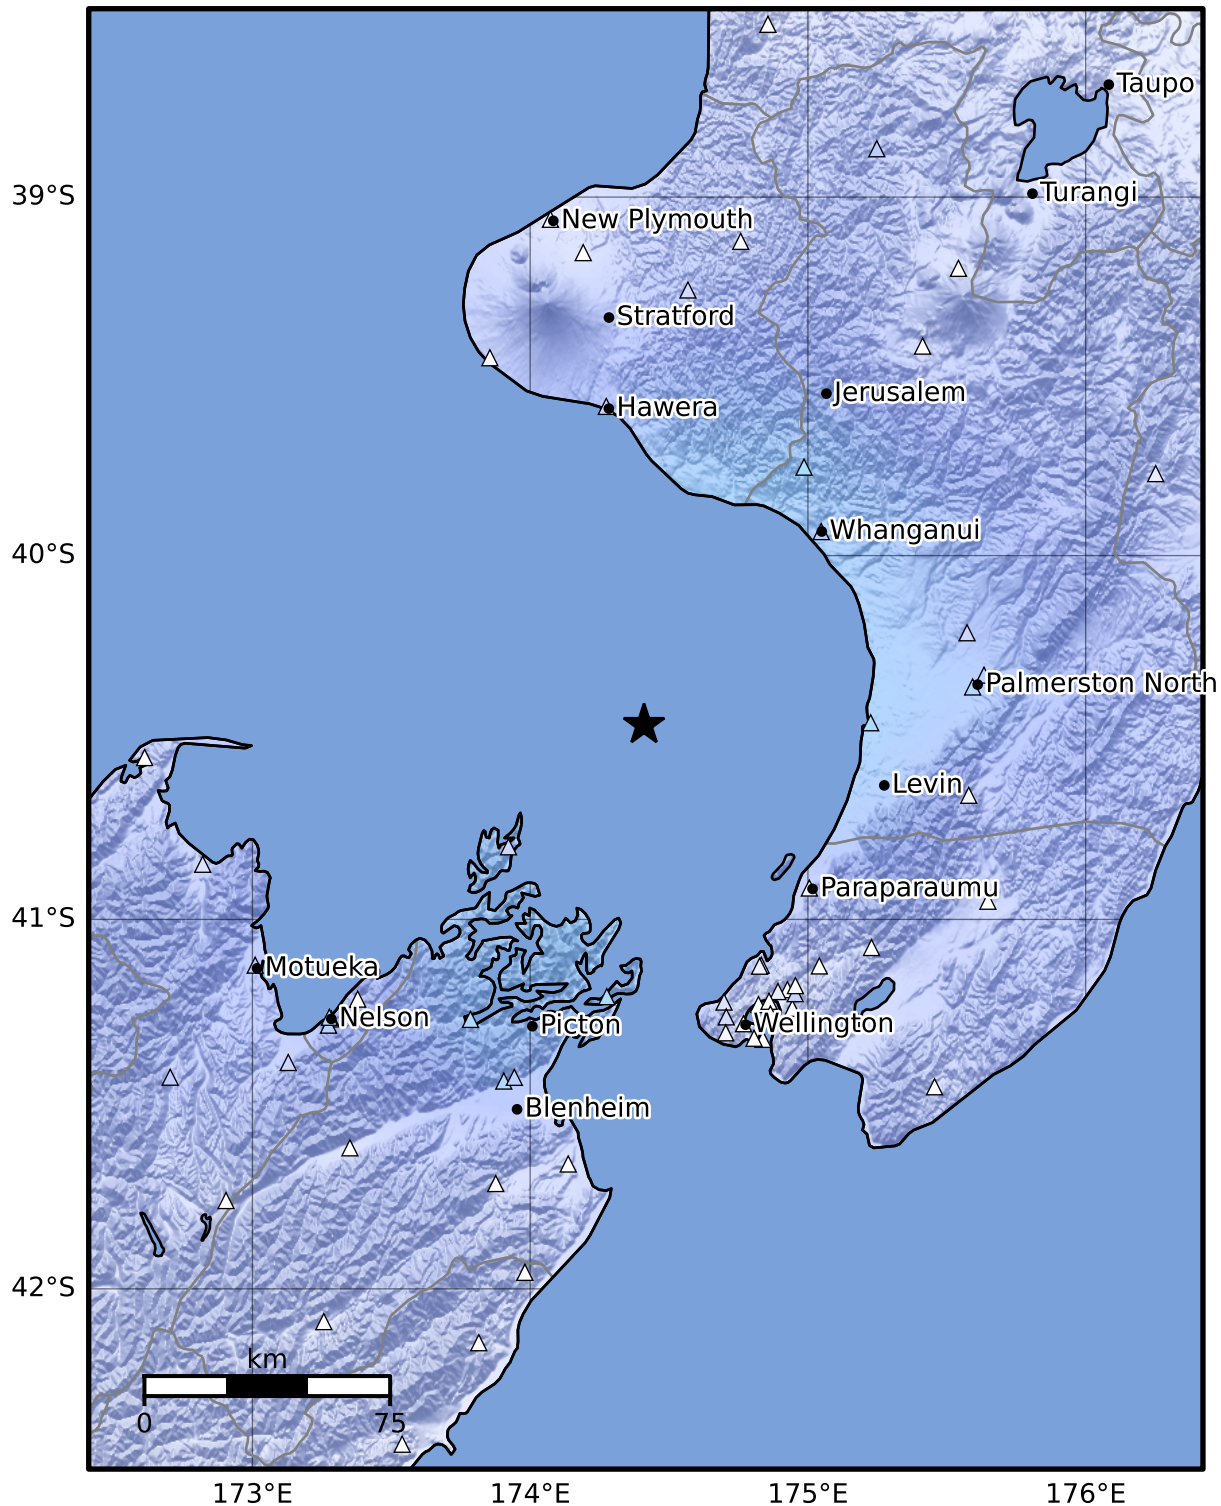 Taupo
39°S
Turangi
New Plymouth
Stratford
Jerusalem
Hawera
Whanganui
40°S
Palmerston North
Levin
Paraparaumu
41°S
Motueka
Nelson
Picton
Wellington
Blenheim
42°S
km
0
75
173°E
174°E
175°E
176°E